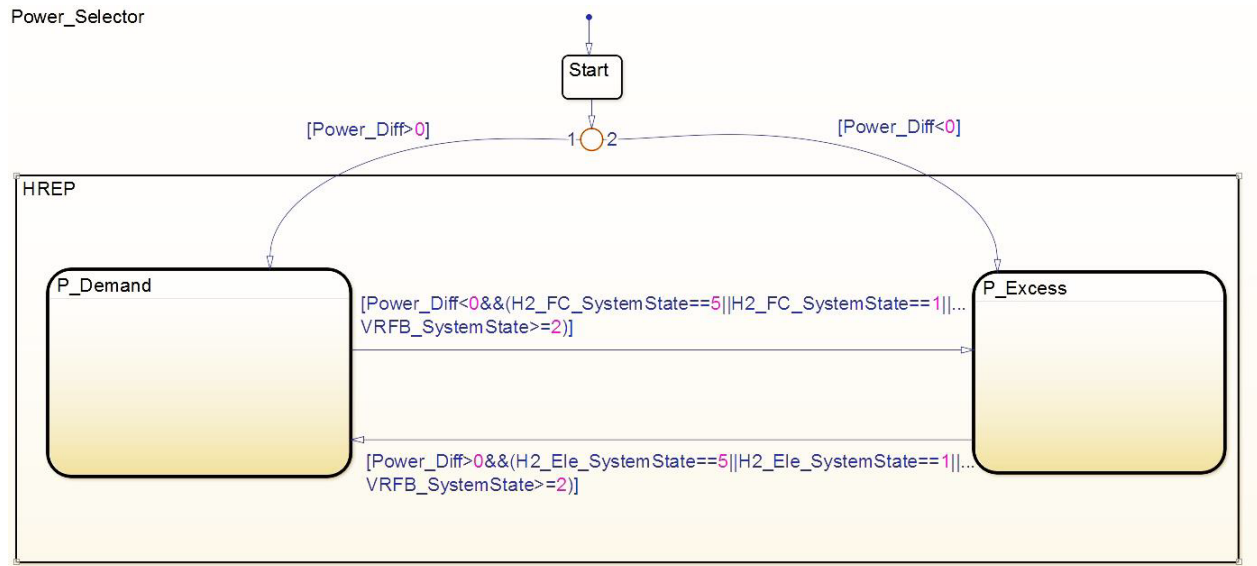 Power_Selector
Start
[Power_Diff>0]
1
2
[Power_Diff<0]
HREP
P_Demand
[Power_Diff<0&&(H2_FC_SystemState==5||H2_FC_SystemState==1||...
VRFB_SystemState>=2)]
P_Excess
[Power_Diff>0&&(H2_Ele_SystemState==5||H2_Ele_SystemState==1||...
VRFB_SystemState>=2)]